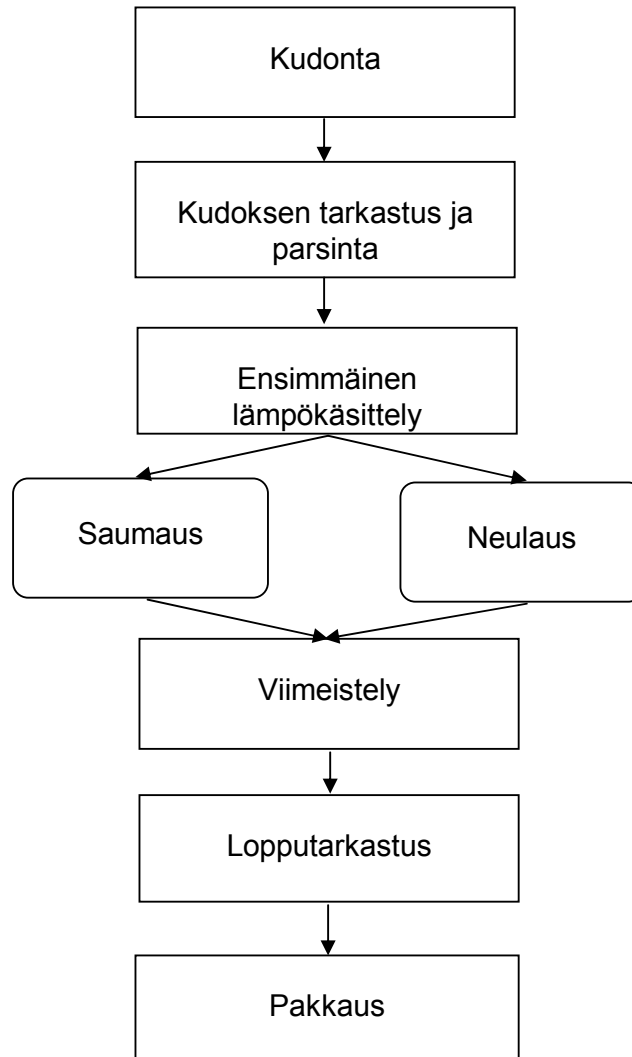 Kudonta
Kudoksen tarkastus ja
parsinta
Ensimmäinen
lämpökäsittely
Saumaus
Neulaus
Viimeistely
Lopputarkastus
Pakkaus